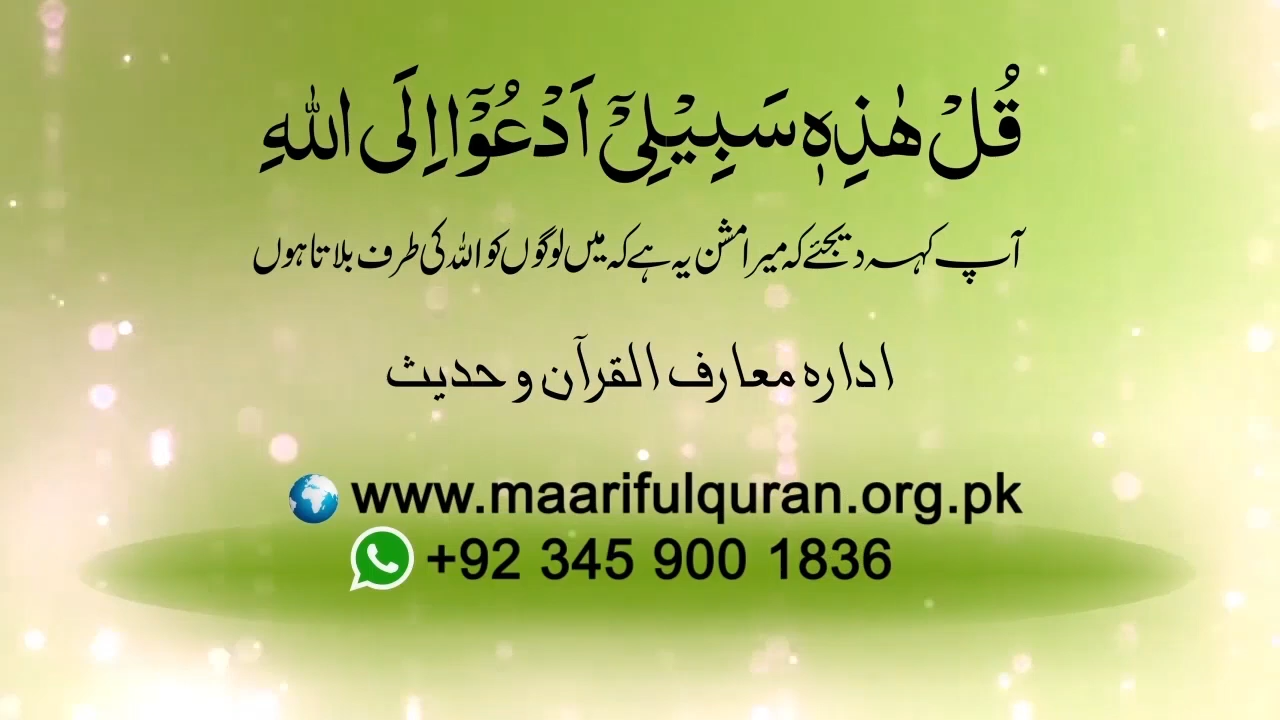 قُلْ هٰذِهٖ سَبِيْلِىْٓ اَدْعُوْٓا اِلَى اللّٰهِ
آپ کہہ دیجئے کہ میرا مشن یہ ہے کہ میں لوگوں کو اللہ کی طرف بلاتا ہوں
ادارہ معارف القرآن و حدیث
www.maarifulquran.org.pk
+92 345 900 1836